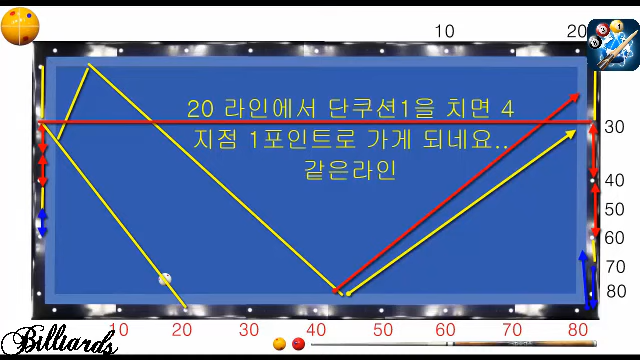 10 20
20 라인에서 단쿠션1을 치면 4
지점 1포인트로 가게 되네요..
같은라인
30
40
50
60
70
80
Billiards
10 20 30 40 50 60 70 80